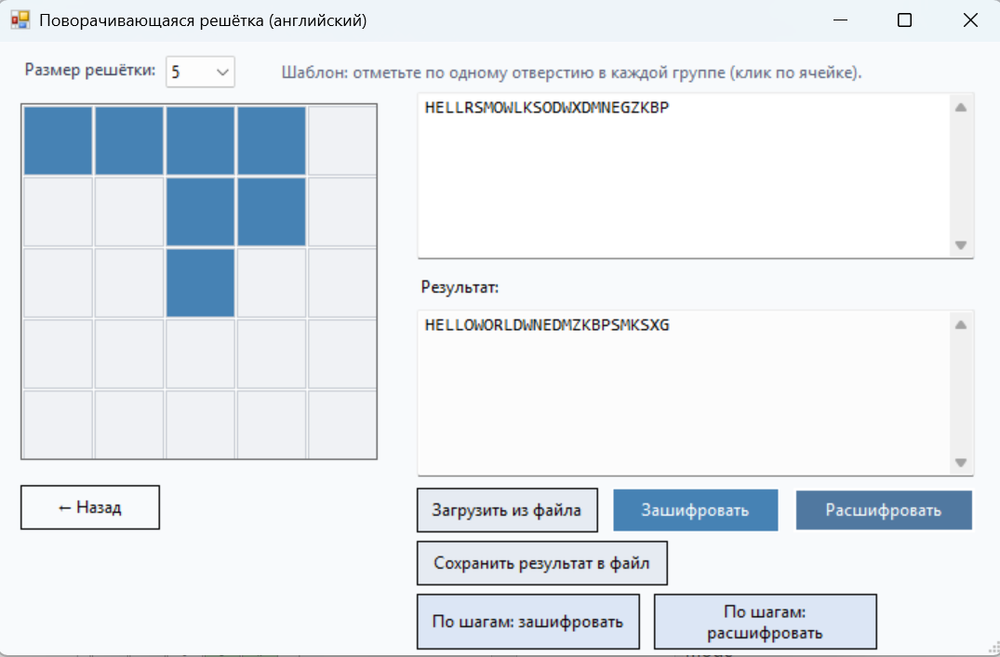 Поворачивающаяся решётка (английский)
Размер решётки: 5
Шаблон: отметьте по одному отверстию в каждой группе (клик по ячейке).
HELLRSMOWLKSODWXDMNEGZKBP
Результат:
HELLOWORLDWNEDMZKBPSMKSXG
← Назад
Загрузить из файла
Зашифровать
Расшифровать
Сохранить результат в файл
По шагам: зашифровать
По шагам:
расшифровать